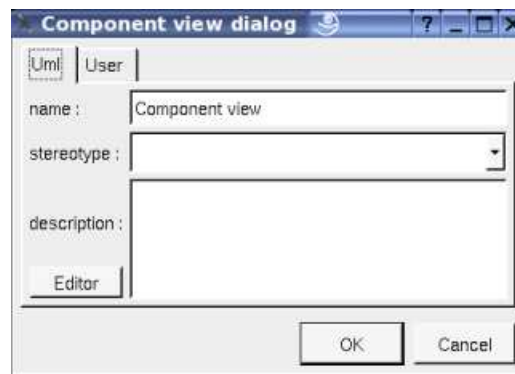 Component view dialog ? _
Uml User
name : Component view
stereotype :
description :
Editor
OK Cancel